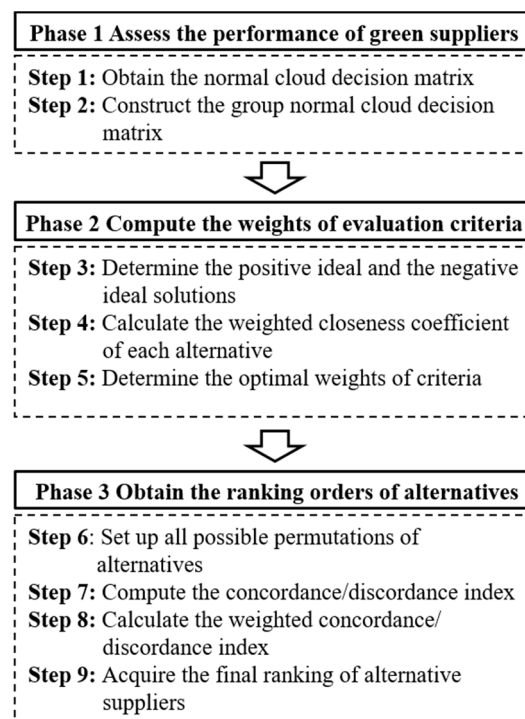 Phase 1 Assess the performance of green suppliers
Step 1: Obtain the normal cloud decision matrix
Step 2: Construct the group normal cloud decision
matrix
Phase 2 Compute the weights of evaluation criteria
Step 3: Determine the positive ideal and the negative
ideal solutions
Step 4: Calculate the weighted closeness coefficient
of each alternative
Step 5: Determine the optimal weights of criteria
Phase 3 Obtain the ranking orders of alternatives
Step 6: Set up all possible permutations of
alternatives
Step 7: Compute the concordance/discordance index
Step 8: Calculate the weighted concordance/
discordance index
Step 9: Acquire the final ranking of alternative
suppliers